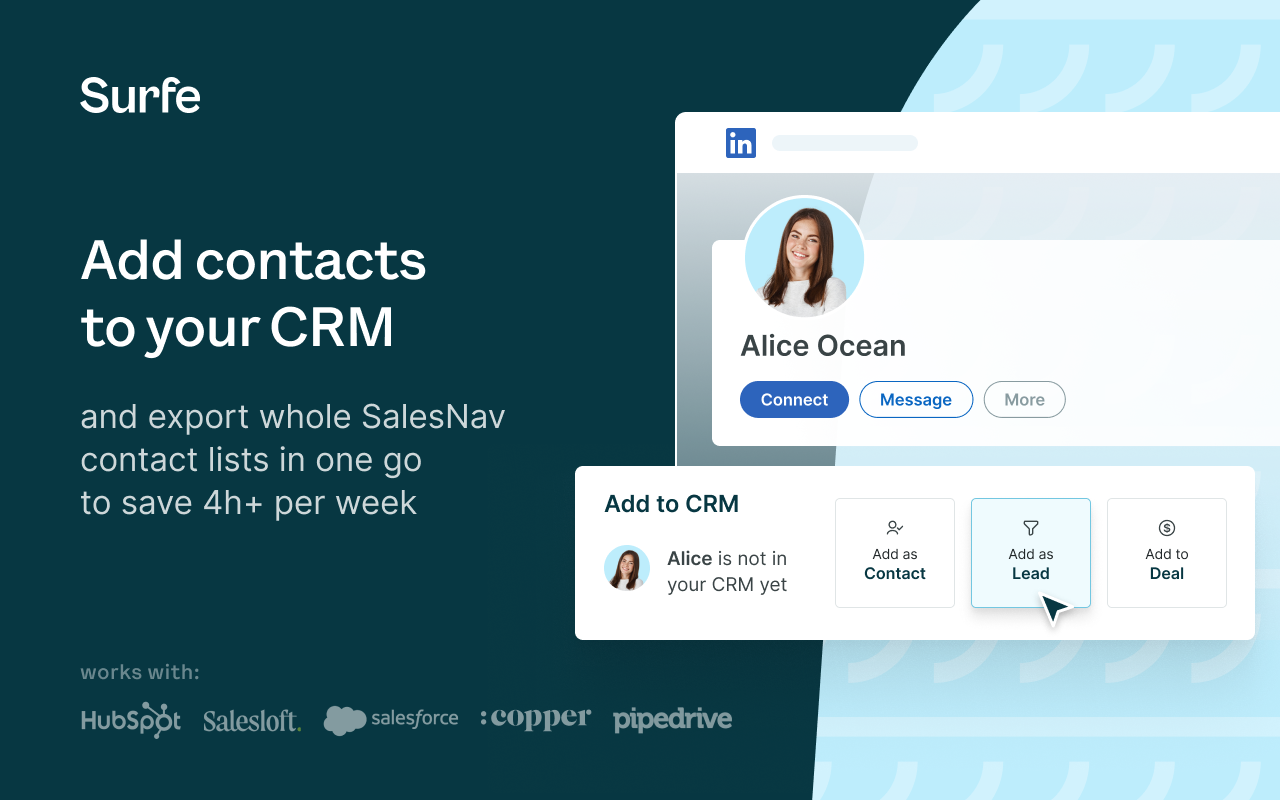 Surfe
Add contacts
to your CRM
and export whole SalesNav
contact lists in one go
to save 4h+ per week
works with:
HubSpot
Salesloft.
salesforce
:copper
pipedrive
in
Alice Ocean
Connect
Message
More
Add to CRM
Alice is not in
your CRM yet
Add as
Contact
Add as
Lead
$
Add to
Deal